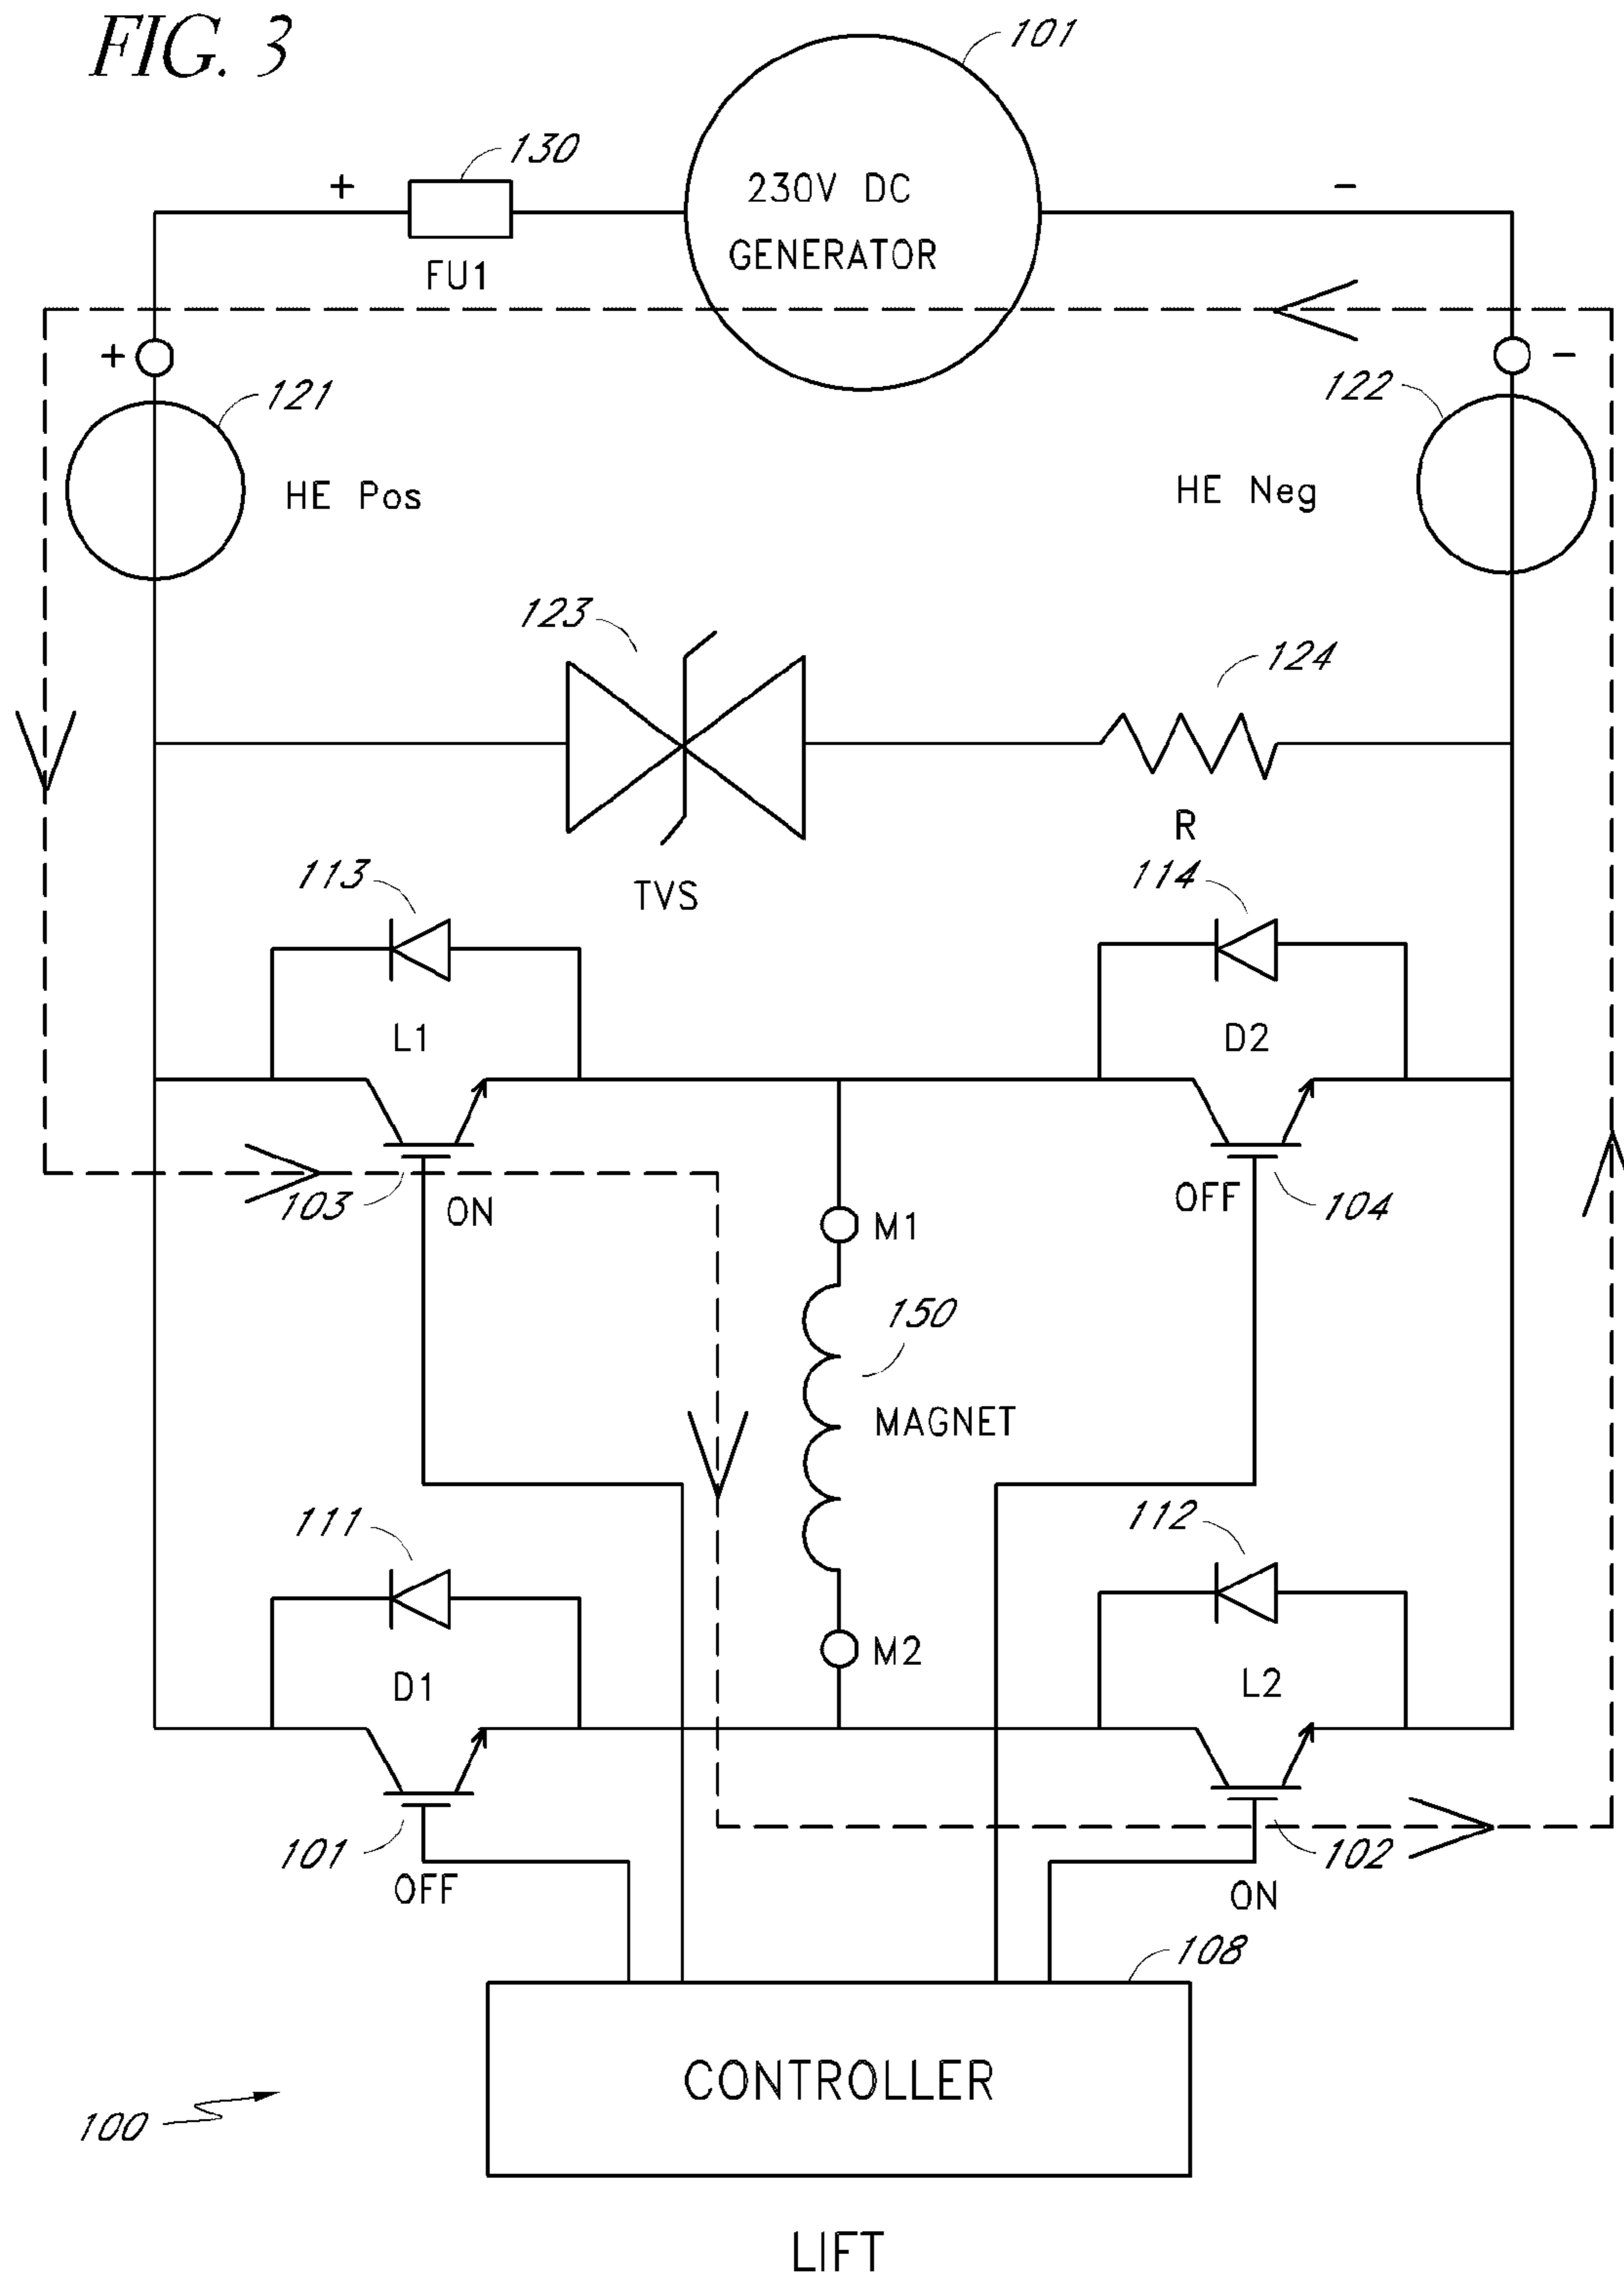 FIG. 3
101
130
+
230V DC
GENERATOR
-
FU1
+
-
121
122
HE Pos
HE Neg
123
124
R
TVS
113
114
L1
D2
103
ON
OFF
104
M1
150
MAGNET
111
112
M2
D1
L2
101
OFF
102
ON
108
CONTROLLER
100
LIFT